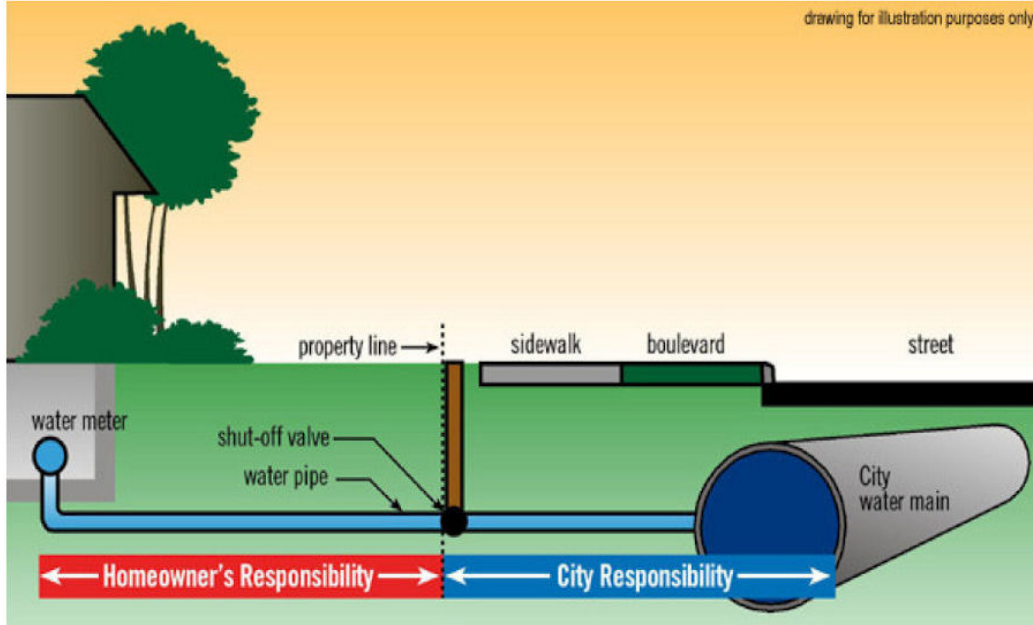 drawing for illustration purposes only
property line
sidewalk
boulevard
street
water meter
shut-off valve
water pipe
City
water main
Homeowner's Responsibility
City Responsibility